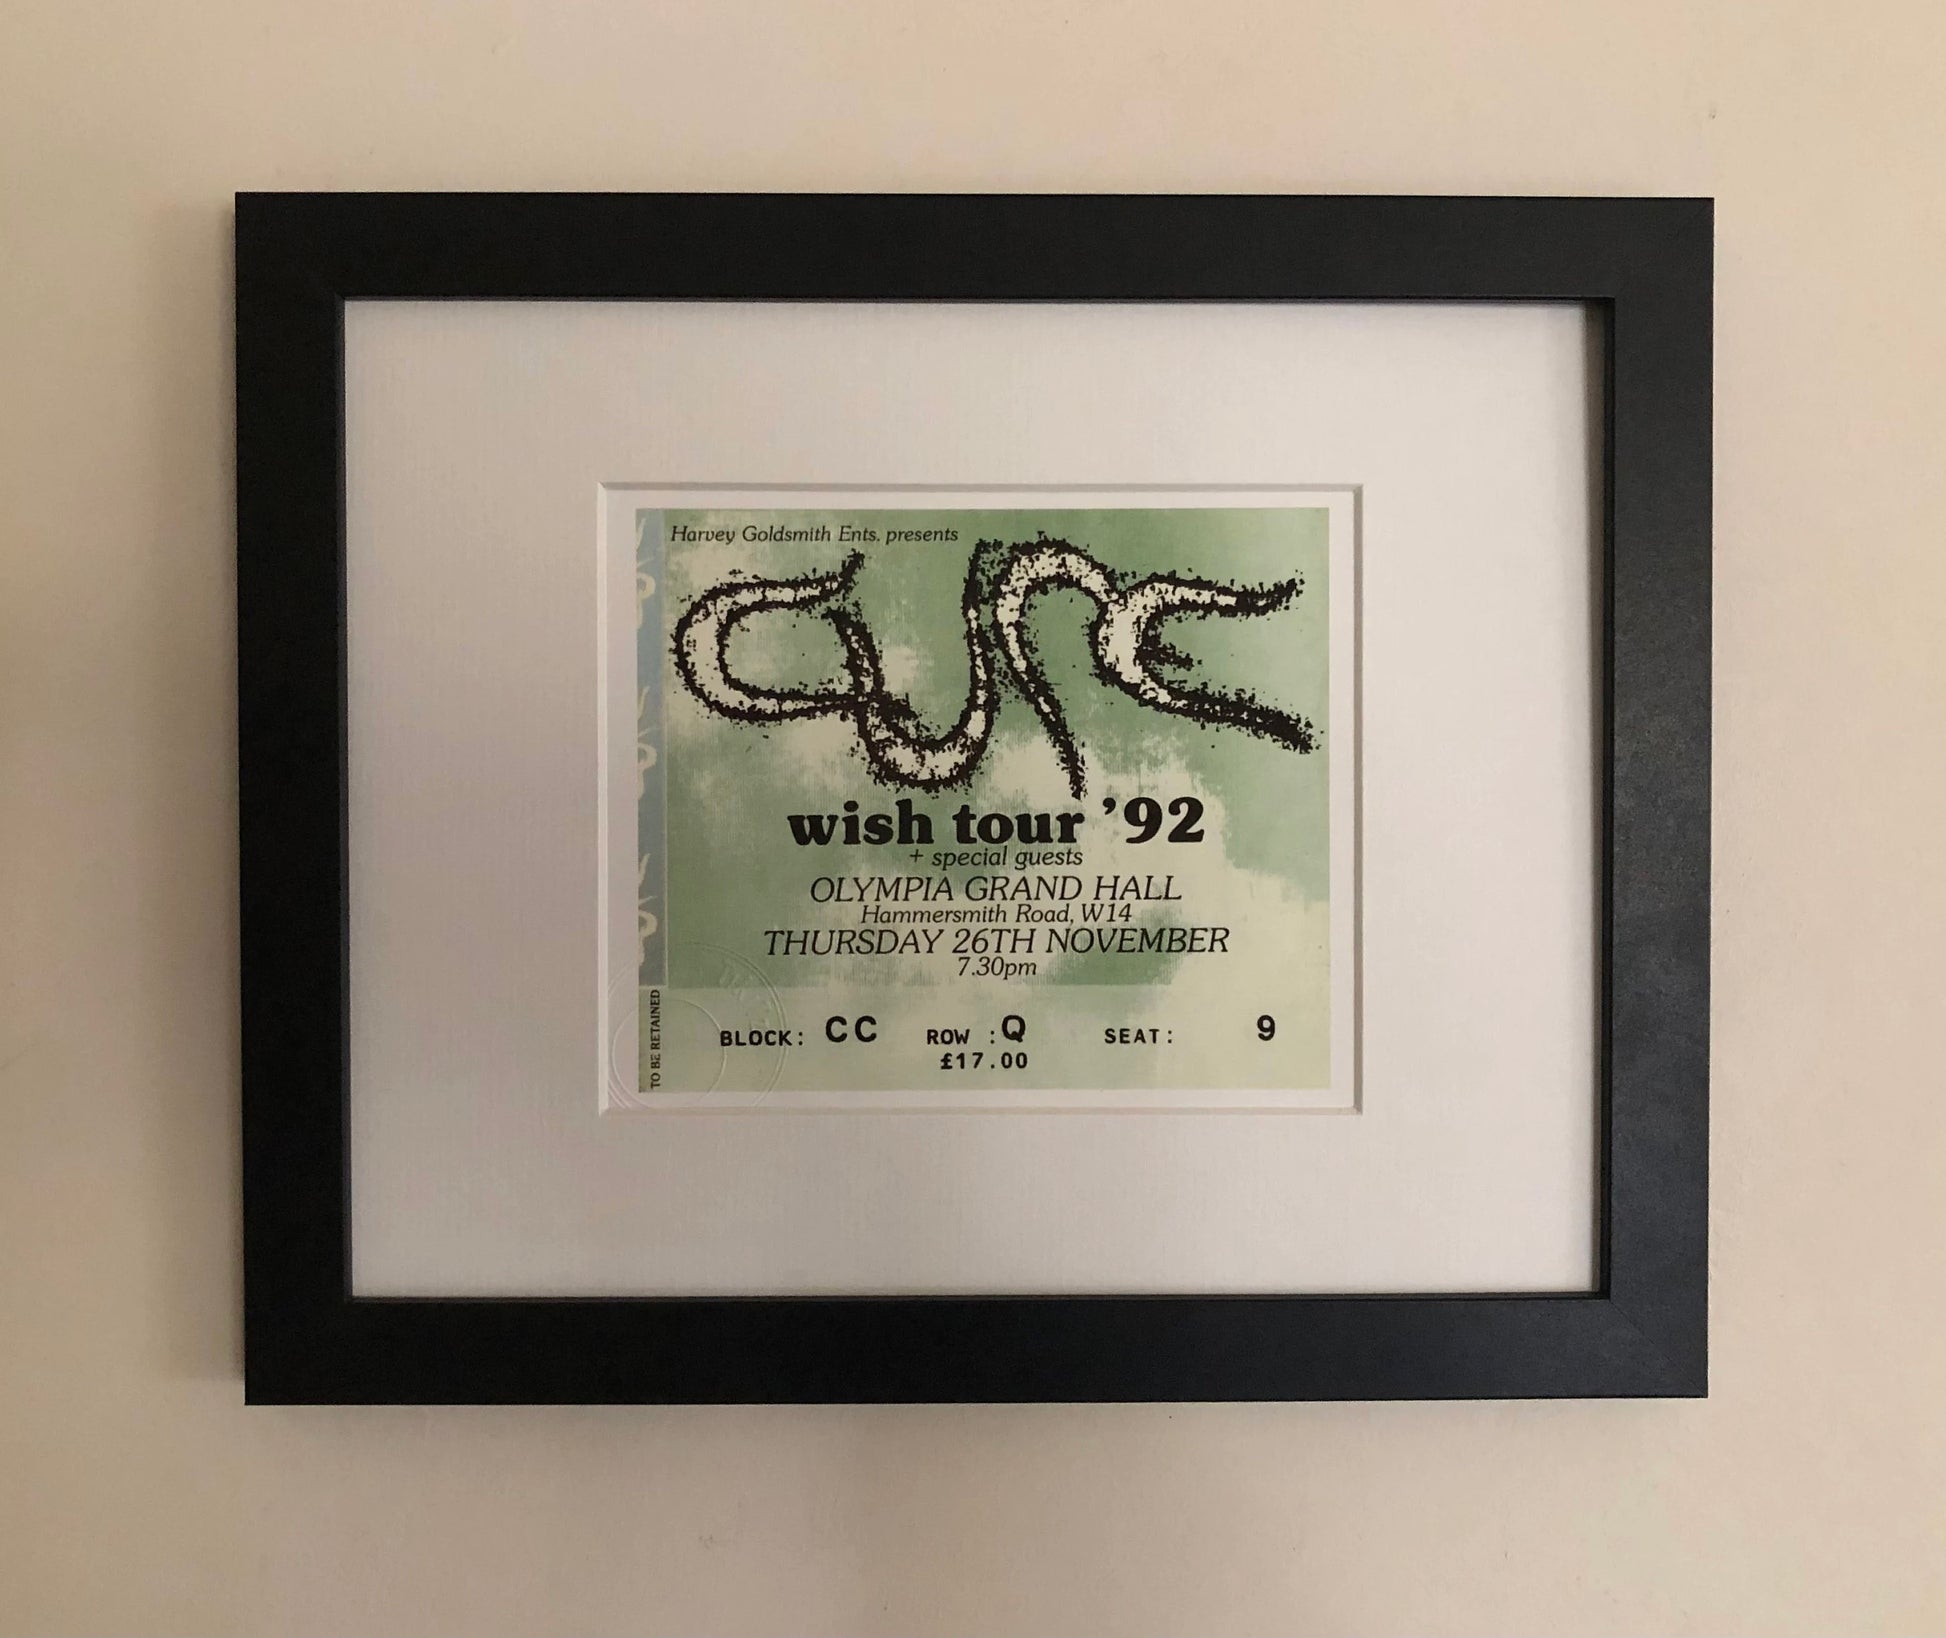 Harvey Goldsmith Ents. presents
CURE
wish tour '92
+ special guests
OLYMPIA GRAND HALL
Hammersmith Road, W14
THURSDAY 26TH NOVEMBER
7.30pm
TO BE RETAINED
BLOCK: CC ROW :Q SEAT: 9
£17.00